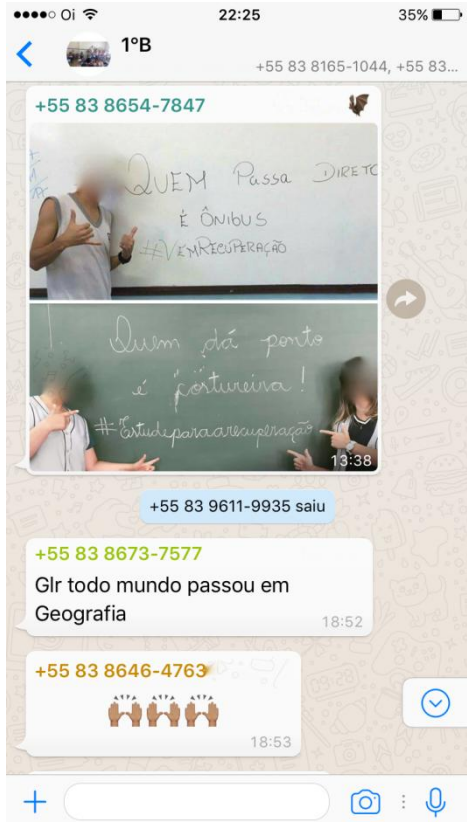 Oi 22:25 35%
1°B
+55 83 8165-1044, +55 83...
+55 83 8654-7847
QUEM Passa DIRETO
É ÔNIBUS
#VEMRECUPERAÇÃO
Quem dá ponto
é costureira!
#Estudeparaarecuperação
13:38
+55 83 9611-9935 saiu
+55 83 8673-7577
Glr todo mundo passou em
Geografia
18:52
+55 83 8646-4763
18:53